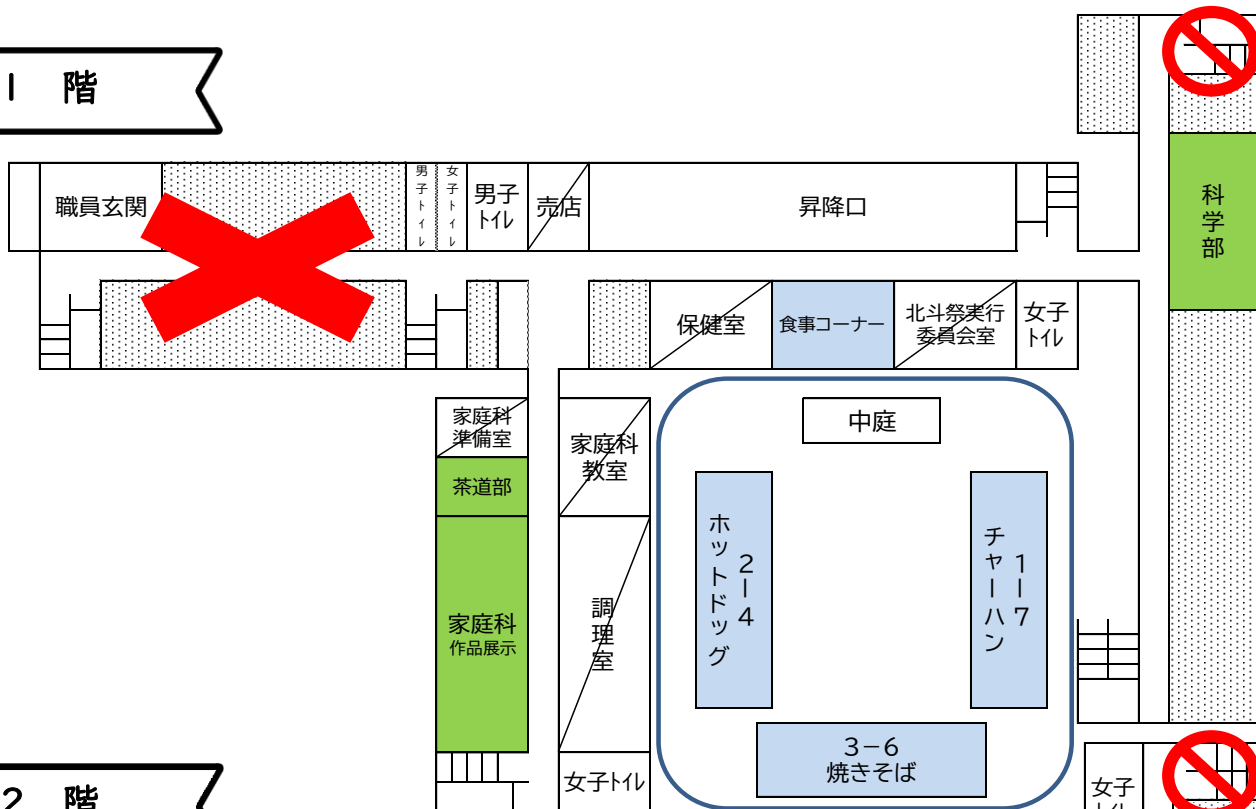 1 階
職員玄関
男子トイレ
女子トイレ
男子
トイレ
売店
昇降口
科学部
保健室
食事コーナー
北斗祭実行
委員会室
女子
トイレ
家庭科
準備室
家庭科
教室
中庭
茶道部
ホットドッグ
2-4
チャーハン
1-7
家庭科
作品展示
調理室
3-6
焼きそば
女子トイレ
女子
トイレ
2 階